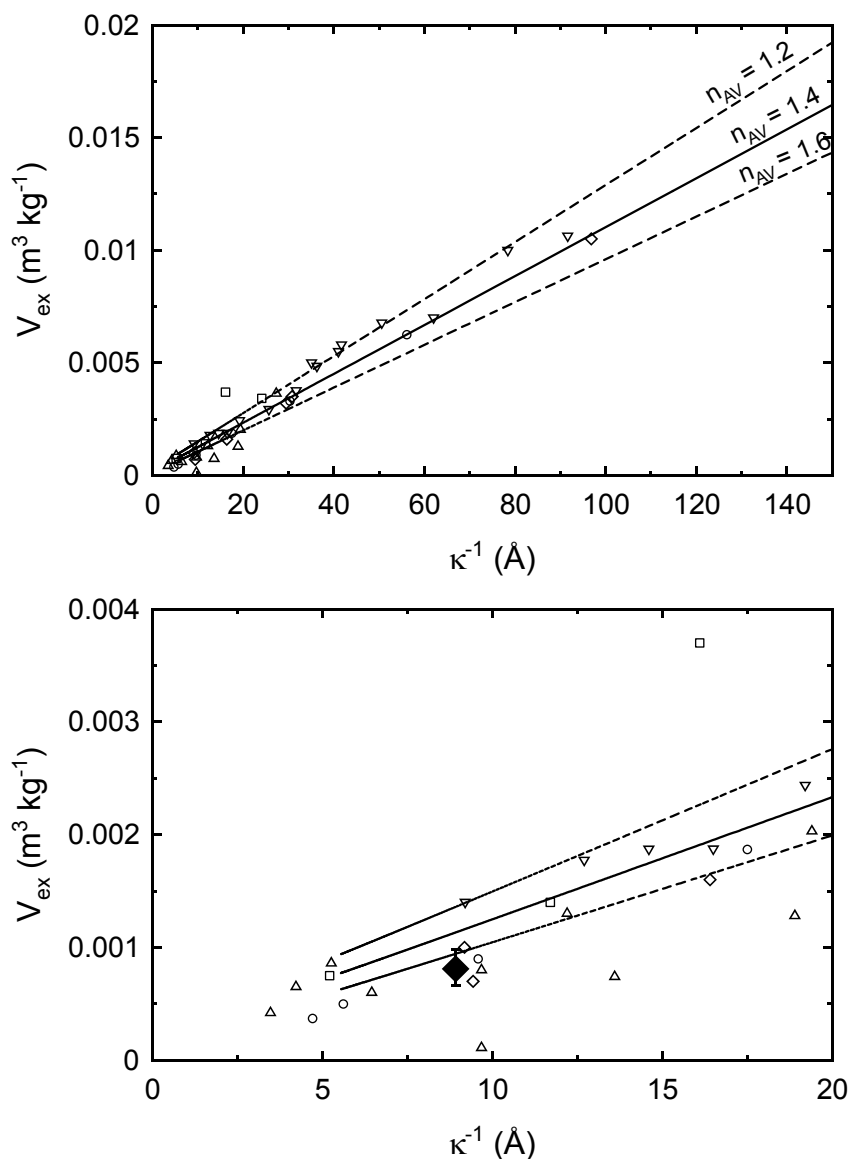 0.02
0.015
0.01
0.005
0
V_ex (m³ kg⁻¹)
n_AV = 1.2
n_AV = 1.4
n_AV = 1.6
0 20 40 60 80 100 120 140
κ⁻¹ (Å)
0.004
0.003
0.002
0.001
0
V_ex (m³ kg⁻¹)
0 5 10 15 20
κ⁻¹ (Å)